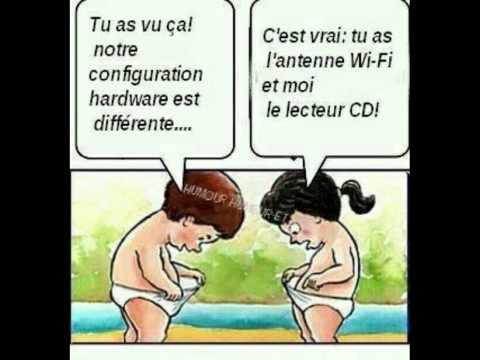 Tu as vu ça!
notre
configuration
hardware est
différente....
C'est vrai: tu as
l'antenne Wi-Fi
et moi
le lecteur CD!
HUMOUR